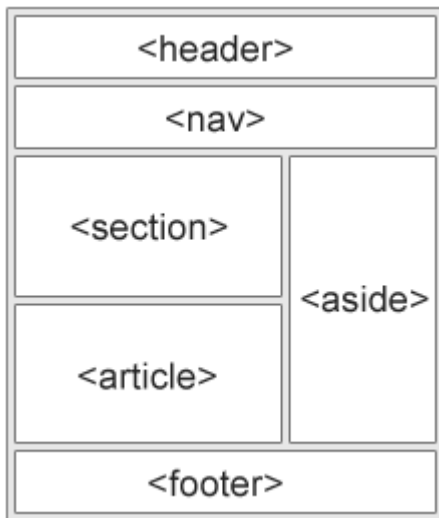 <header>
<nav>
<section>
<aside>
<article>
<footer>